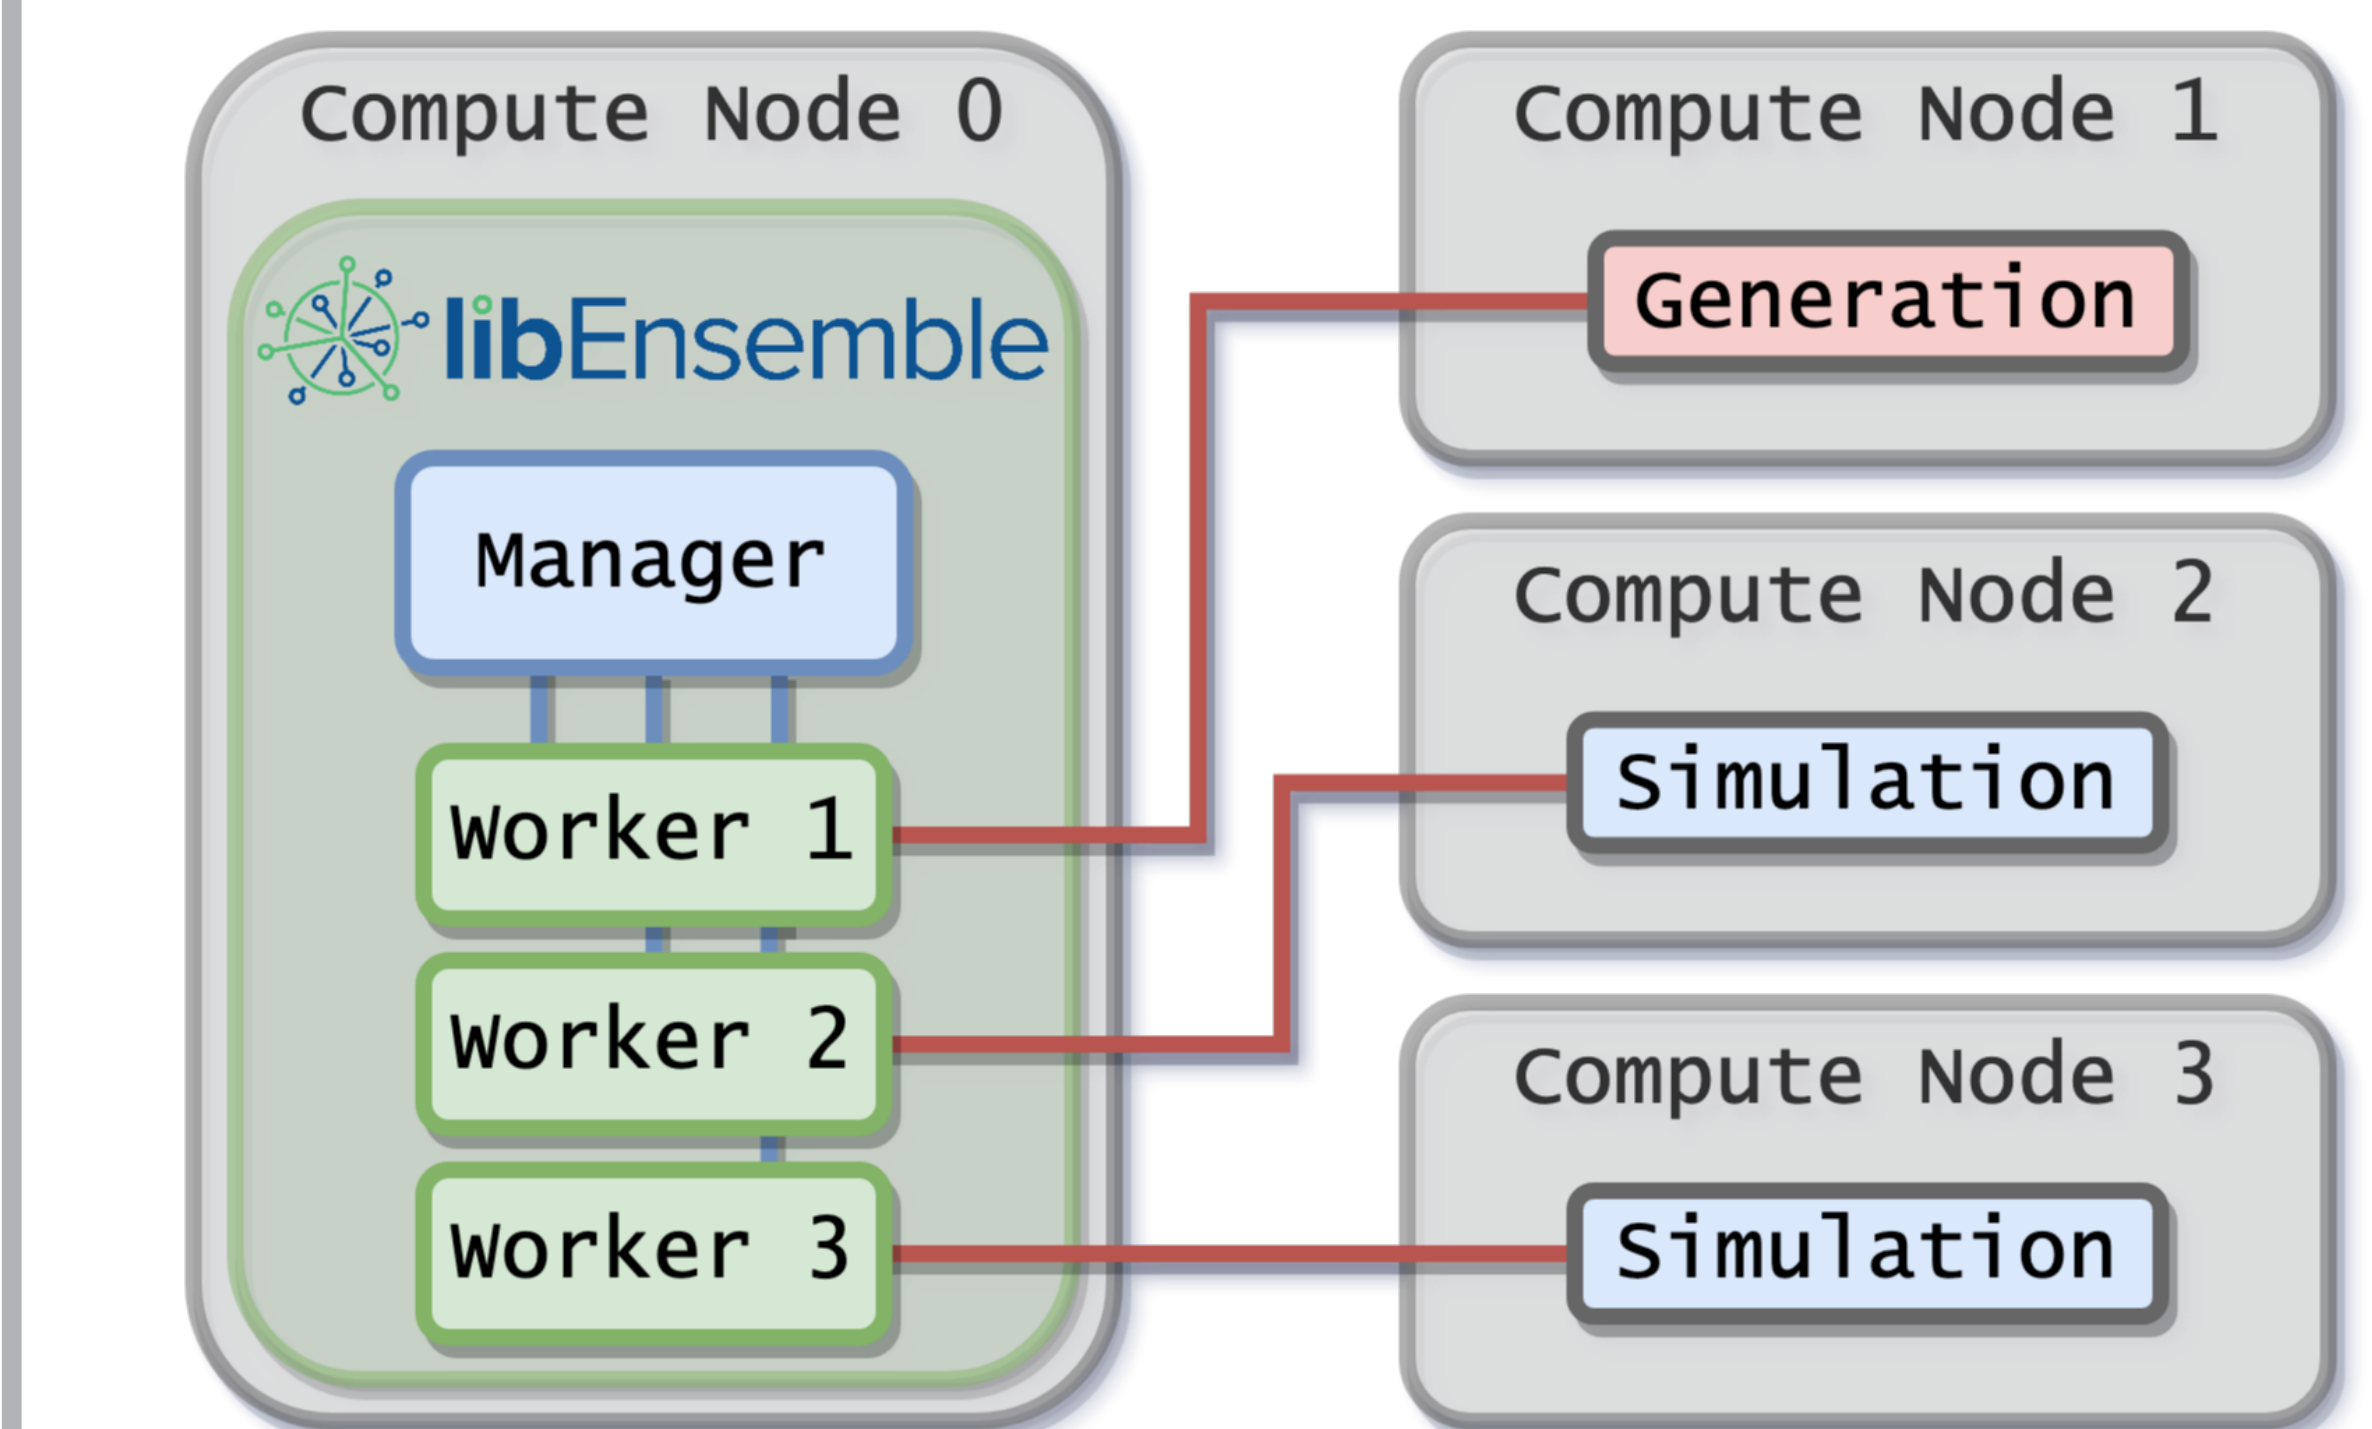 Compute Node 0
libEnsemble
Manager
Worker 1
Worker 2
Worker 3
Compute Node 1
Generation
Compute Node 2
Simulation
Compute Node 3
Simulation